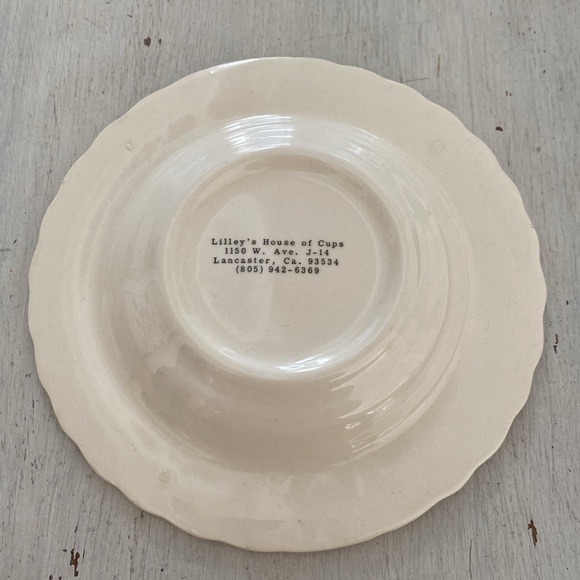 Lilley's House of Cups
1150 W. Ave. J-14
Lancaster, Ca. 93534
(805) 942-6369